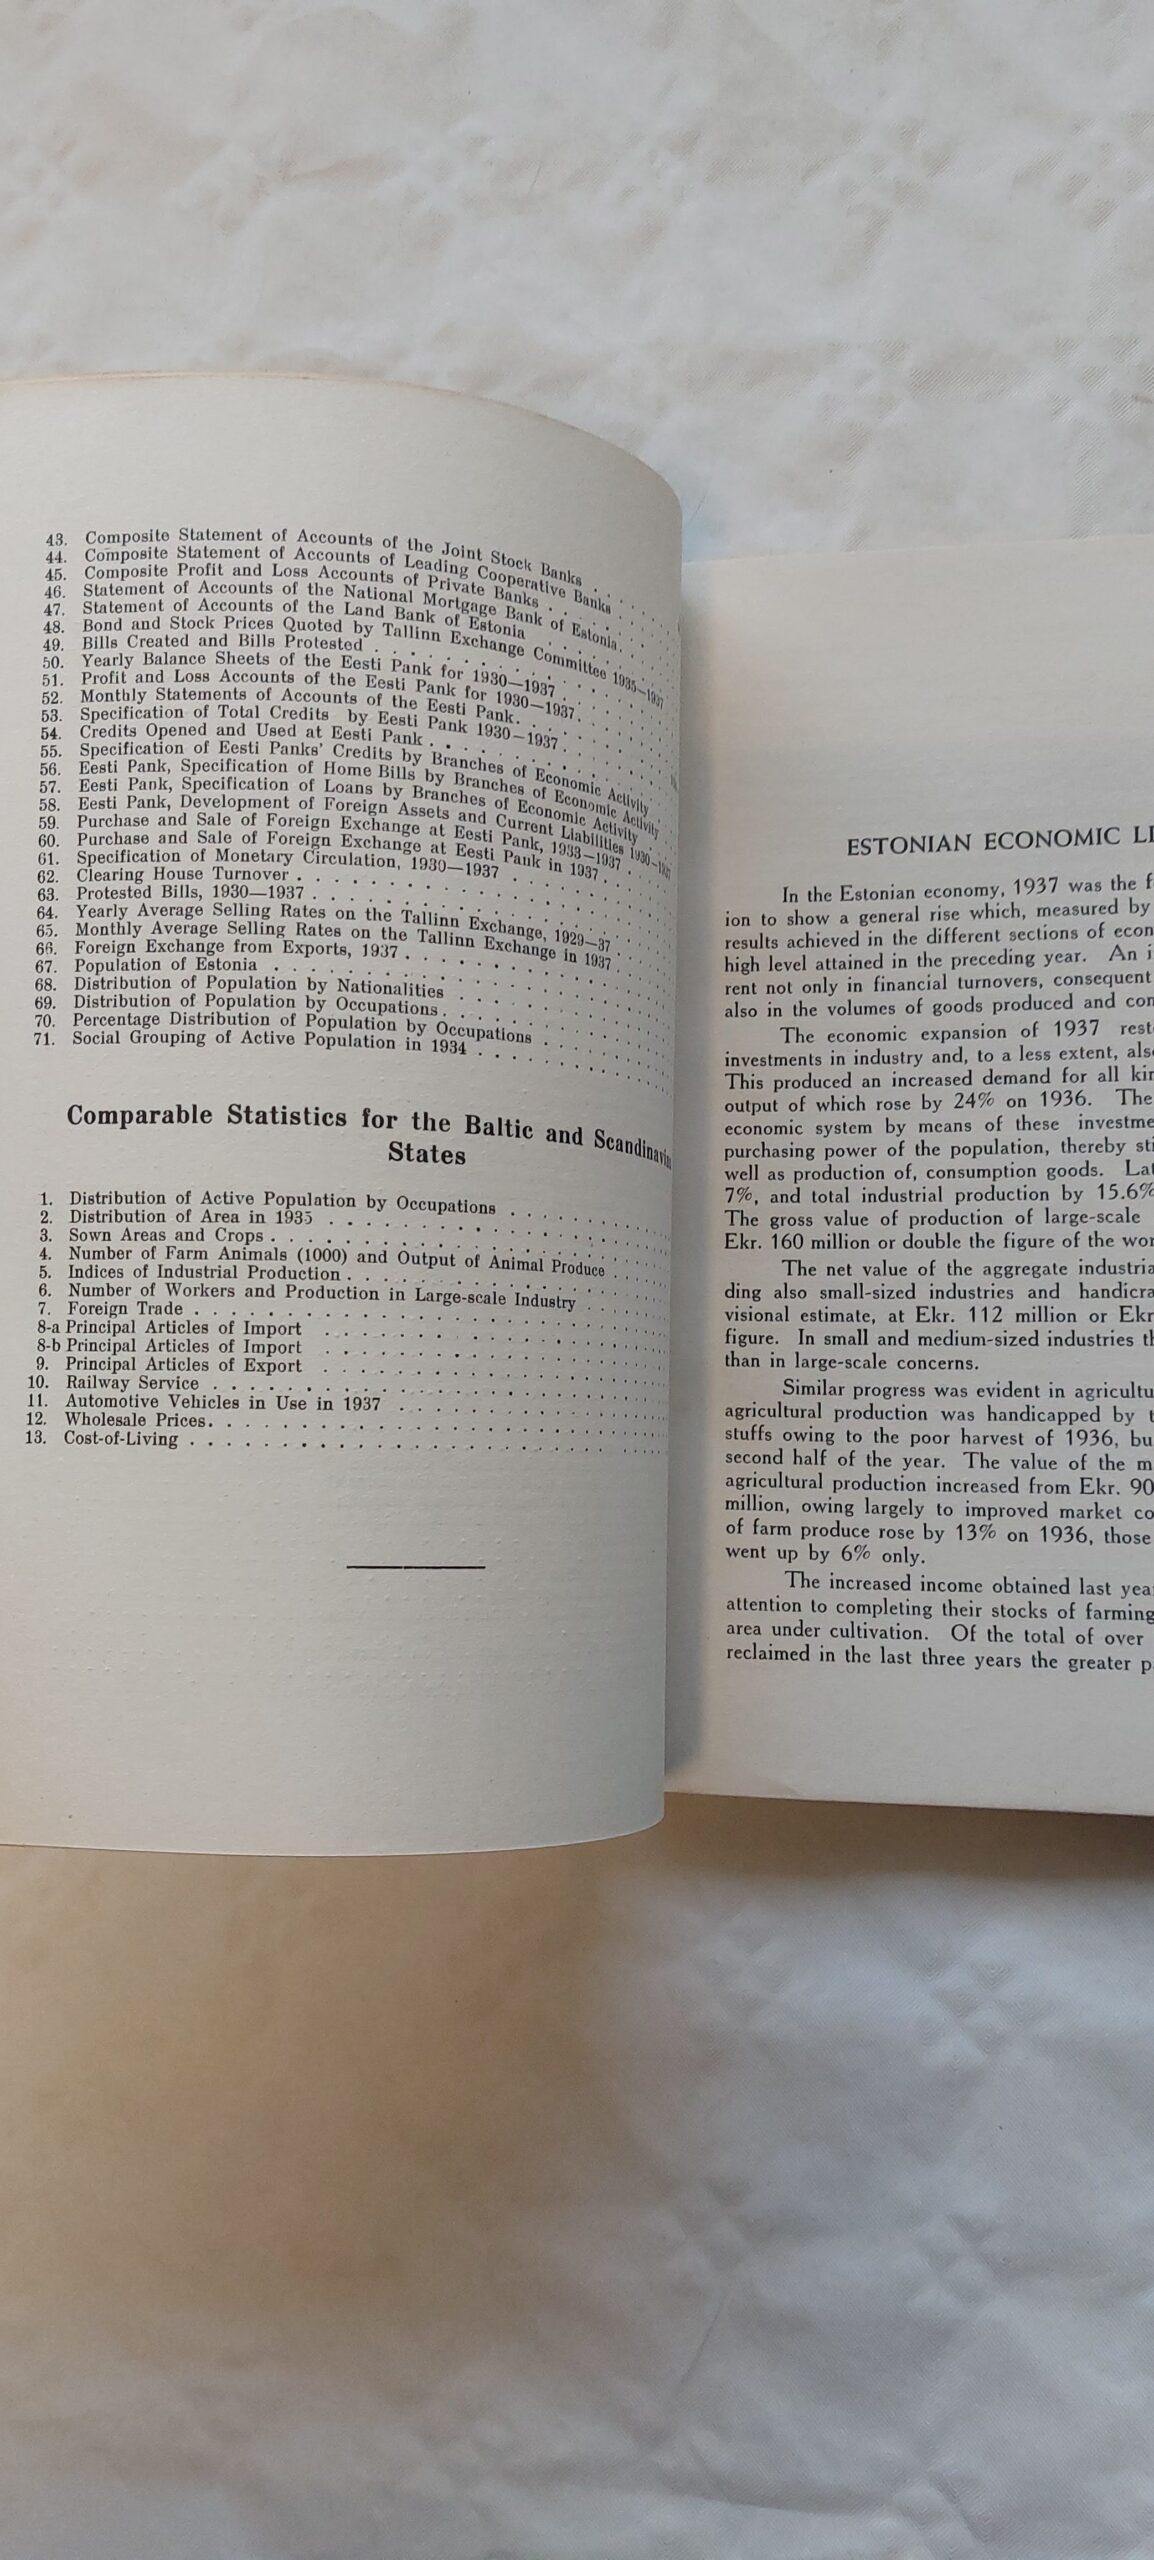 43. Composite Statement of Accounts of the Joint Stock Banks
44. Composite Statement of Accounts of Leading Cooperative Banks
45. Composite Profit and Loss Accounts of Private Banks
46. Statement of Accounts of the National Mortgage Bank of Estonia
47. Statement of Accounts of the Land Bank of Estonia
48. Bond and Stock Prices Quoted by Tallinn Exchange Committee 1935—1937
49. Bills Created and Bills Protested
50. Yearly Balance Sheets of the Eesti Pank for 1930—1937
51. Profit and Loss Accounts of the Eesti Pank for 1930—1937
52. Monthly Statements of Accounts of the Eesti Pank
53. Specification of Total Credits by Eesti Pank 1930—1937
54. Credits Opened and Used at Eesti Pank
55. Specification of Eesti Panks' Credits by Branches of Economic Activity
56. Eesti Pank, Specification of Home Bills by Branches of Economic Activity
57. Eesti Pank, Specification of Loans by Branches of Economic Activity
58. Eesti Pank, Development of Foreign Assets and Current Liabilities 1930—1937
59. Purchase and Sale of Foreign Exchange at Eesti Pank, 1933—1937
60. Purchase and Sale of Foreign Exchange at Eesti Pank in 1937
61. Specification of Monetary Circulation, 1930—1937
62. Clearing House Turnover
63. Protested Bills, 1930—1937
64. Yearly Average Selling Rates on the Tallinn Exchange, 1929—37
65. Monthly Average Selling Rates on the Tallinn Exchange in 1937
66. Foreign Exchange from Exports, 1937
67. Population of Estonia
68. Distribution of Population by Nationalities
69. Distribution of Population by Occupations
70. Percentage Distribution of Population by Occupations
71. Social Grouping of Active Population in 1934
Comparable Statistics for the Baltic and Scandinavian
States
1. Distribution of Active Population by Occupations
2. Distribution of Area in 1935
3. Sown Areas and Crops
4. Number of Farm Animals (1000) and Output of Animal Produce
5. Indices of Industrial Production
6. Number of Workers and Production in Large-scale Industry
7. Foreign Trade
8-a Principal Articles of Import
8-b Principal Articles of Import
9. Principal Articles of Export
10. Railway Service
11. Automotive Vehicles in Use in 1937
12. Wholesale Prices
13. Cost-of-Living
ESTONIAN ECONOMIC LI
In the Estonian economy, 1937 was the f
ion to show a general rise which, measured by
results achieved in the different sections of econ
high level attained in the preceding year. An i
rent not only in financial turnovers, consequent
also in the volumes of goods produced and con
The economic expansion of 1937 rest
investments in industry and, to a less extent, als
This produced an increased demand for all kin
output of which rose by 24% on 1936. The
economic system by means of these investme
purchasing power of the population, thereby sti
well as production of, consumption goods. Lat
7%, and total industrial production by 15.6%
The gross value of production of large-scale
Ekr. 160 million or double the figure of the wor
The net value of the aggregate industria
ding also small-sized industries and handicra
visional estimate, at Ekr. 112 million or Ekr
figure. In small and medium-sized industries th
than in large-scale concerns.
Similar progress was evident in agricultu
agricultural production was handicapped by t
stuffs owing to the poor harvest of 1936, bu
second half of the year. The value of the m
agricultural production increased from Ekr. 90
million, owing largely to improved market co
of farm produce rose by 13% on 1936, those
went up by 6% only.
The increased income obtained last yea
attention to completing their stocks of farming
area under cultivation. Of the total of over
reclaimed in the last three years the greater p